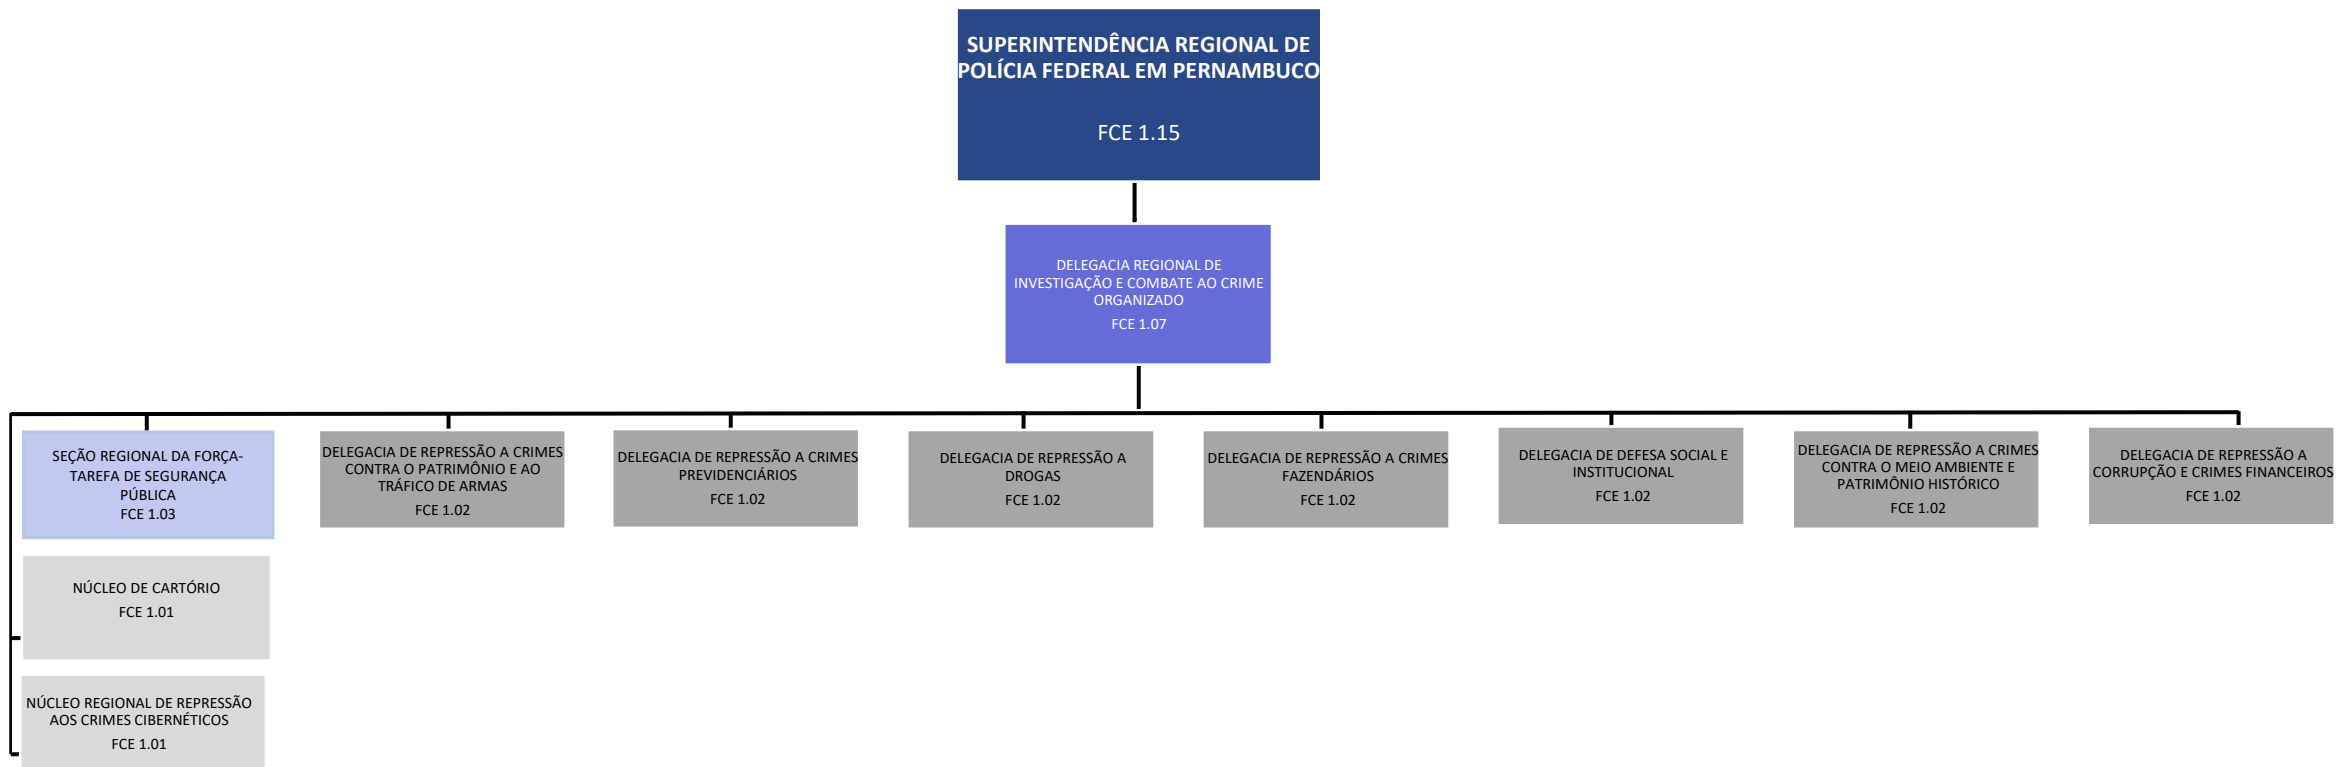 SUPERINTENDÊNCIA REGIONAL DE
POLÍCIA FEDERAL EM PERNAMBUCO
FCE 1.15
DELEGACIA REGIONAL DE
INVESTIGAÇÃO E COMBATE AO CRIME
ORGANIZADO
FCE 1.07
SEÇÃO REGIONAL DA FORÇA-
TAREFA DE SEGURANÇA
PÚBLICA
FCE 1.03
DELEGACIA DE REPRESSÃO A CRIMES
CONTRA O PATRIMÔNIO E AO
TRÁFICO DE ARMAS
FCE 1.02
DELEGACIA DE REPRESSÃO A CRIMES
PREVIDENCIÁRIOS
FCE 1.02
DELEGACIA DE REPRESSÃO A
DROGAS
FCE 1.02
DELEGACIA DE REPRESSÃO A CRIMES
FAZENDÁRIOS
FCE 1.02
DELEGACIA DE DEFESA SOCIAL E
INSTITUCIONAL
FCE 1.02
DELEGACIA DE REPRESSÃO A CRIMES
CONTRA O MEIO AMBIENTE E
PATRIMÔNIO HISTÓRICO
FCE 1.02
DELEGACIA DE REPRESSÃO A
CORRUPÇÃO E CRIMES FINANCEIROS
FCE 1.02
NÚCLEO DE CARTÓRIO
FCE 1.01
NÚCLEO REGIONAL DE REPRESSÃO
AOS CRIMES CIBERNÉTICOS
FCE 1.01